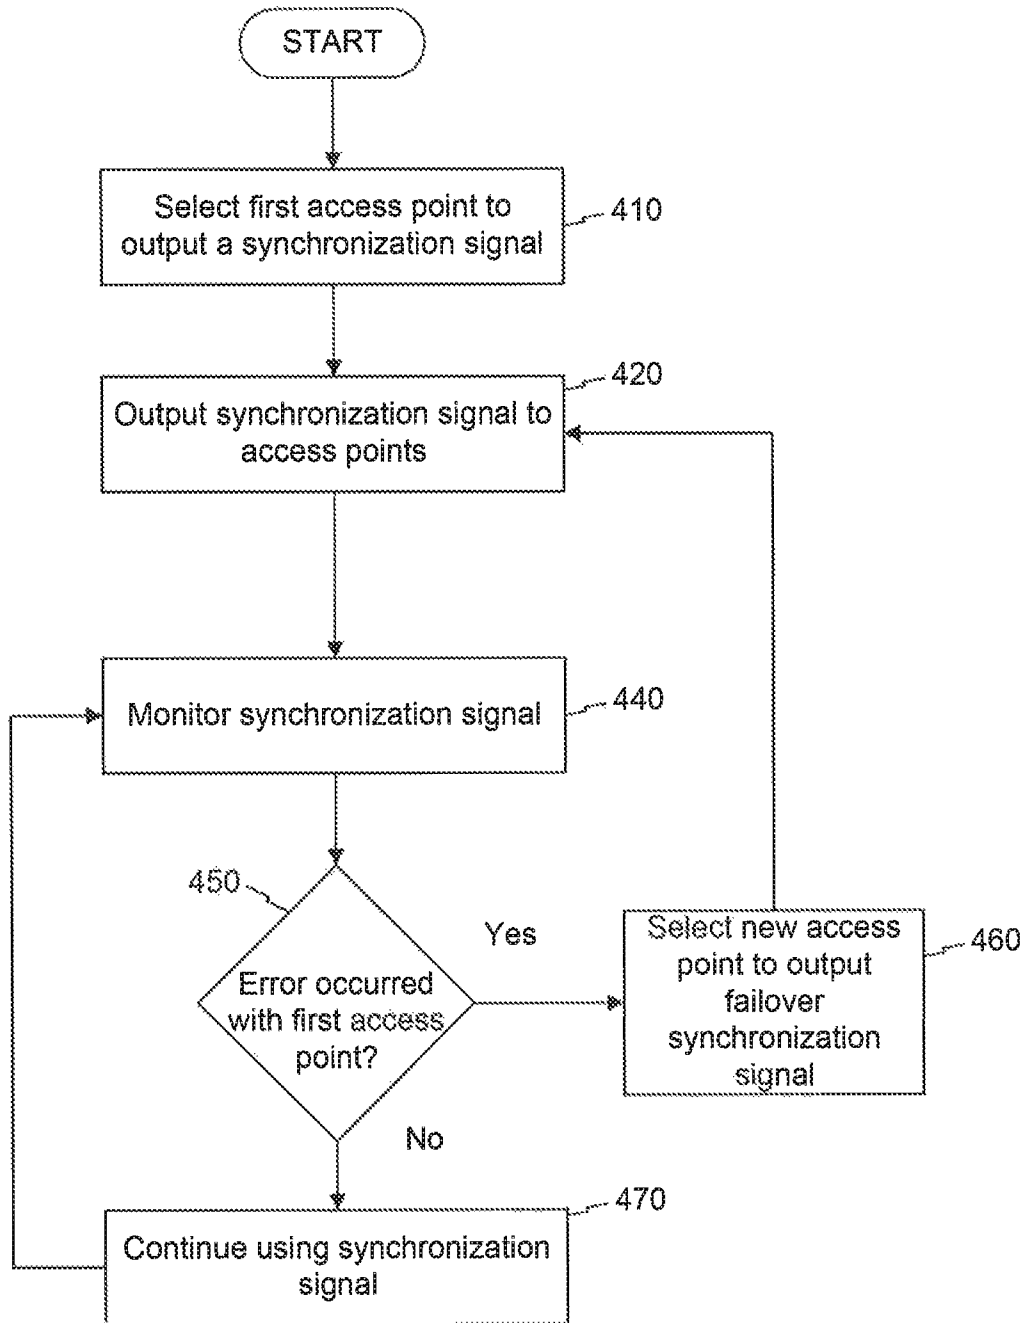 START
Select first access point to
output a synchronization signal
410
420
Output synchronization signal to
access points
Monitor synchronization signal
440
450
Yes
Error occurred
with first access
point?
Select new access
point to output
failover
synchronization
signal
460
No
470
Continue using synchronization
signal